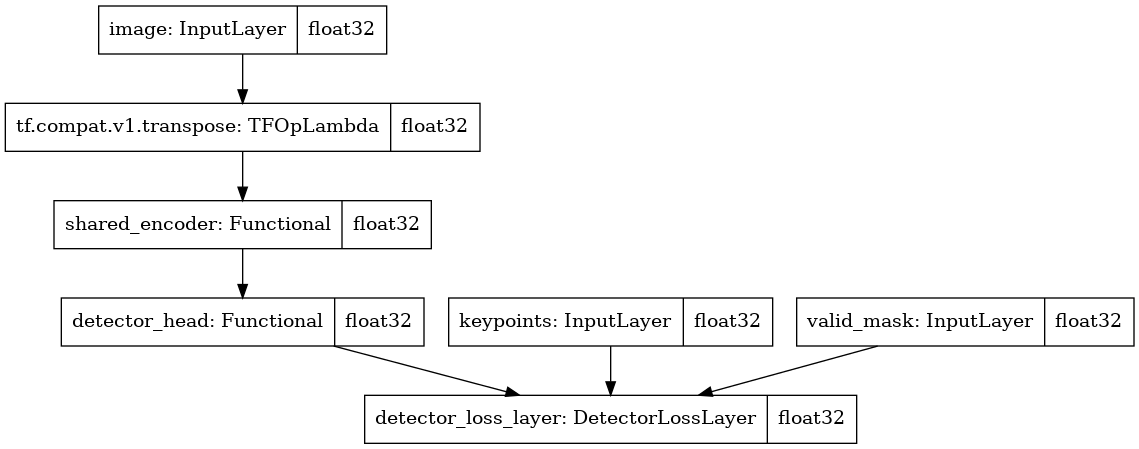 image: InputLayer float32
tf.compat.v1.transpose: TFOpLambda float32
shared_encoder: Functional float32
detector_head: Functional float32
keypoints: InputLayer float32
valid_mask: InputLayer float32
detector_loss_layer: DetectorLossLayer float32